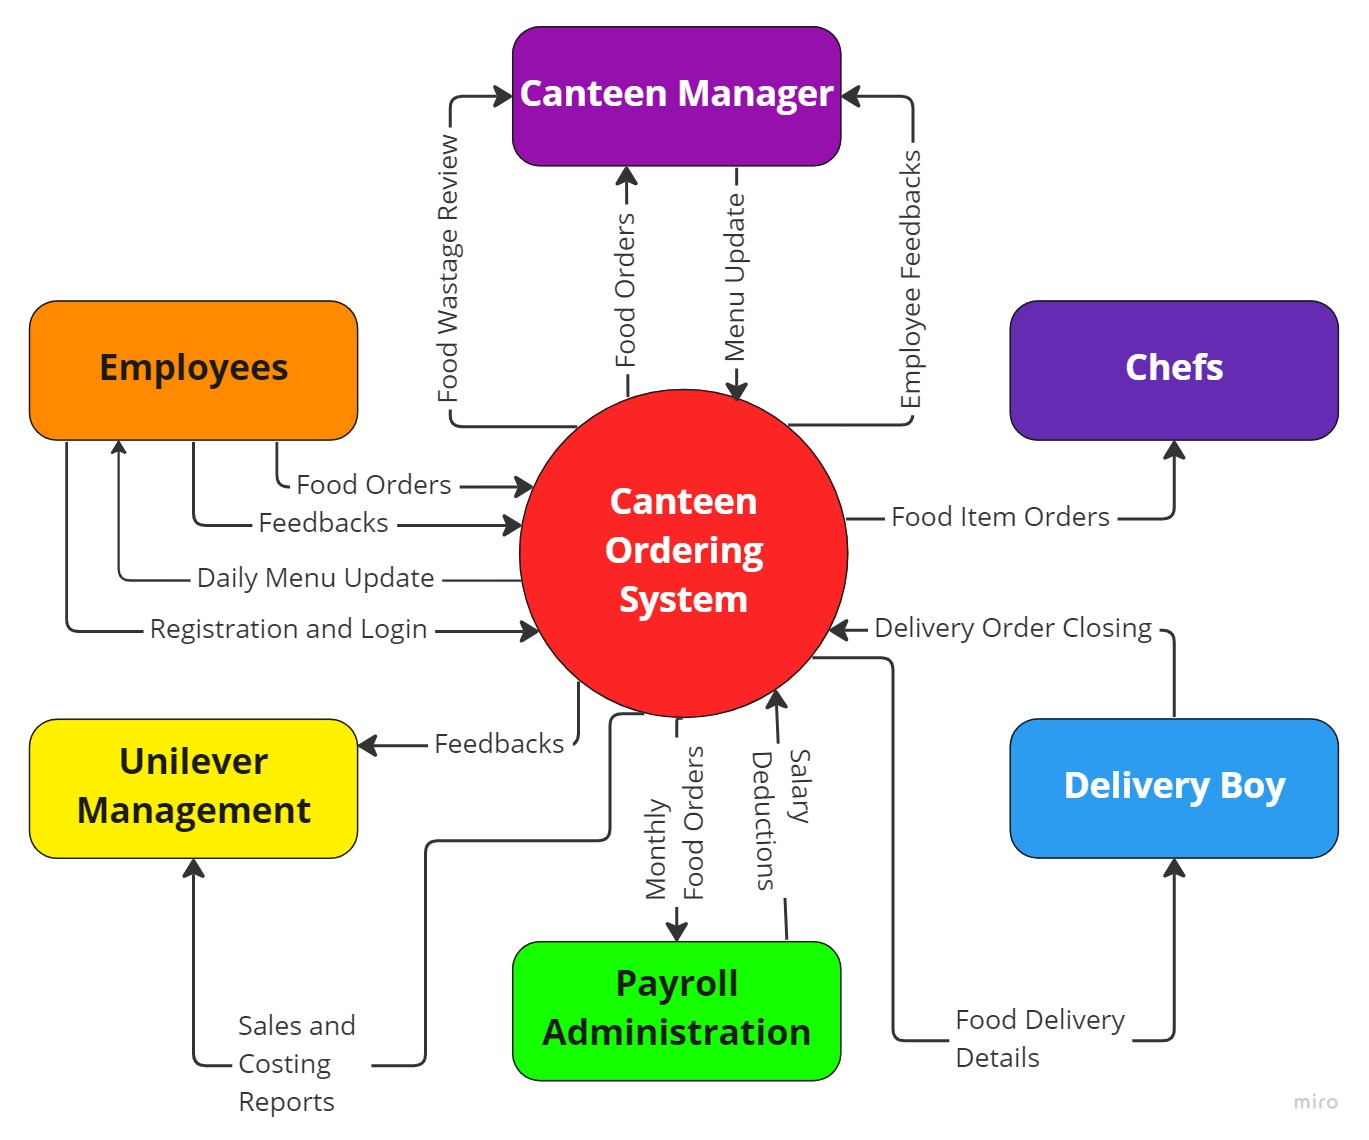 Canteen Manager
Food Wastage Review
Food Orders
Menu Update
Employee Feedbacks
Employees
Chefs
Canteen
Ordering
System
Food Orders
Feedbacks
Daily Menu Update
Registration and Login
Food Item Orders
Delivery Order Closing
Unilever
Management
Feedbacks
Monthly
Food Orders
Salary
Deductions
Delivery Boy
Payroll
Administration
Sales and
Costing
Reports
Food Delivery
Details
miro